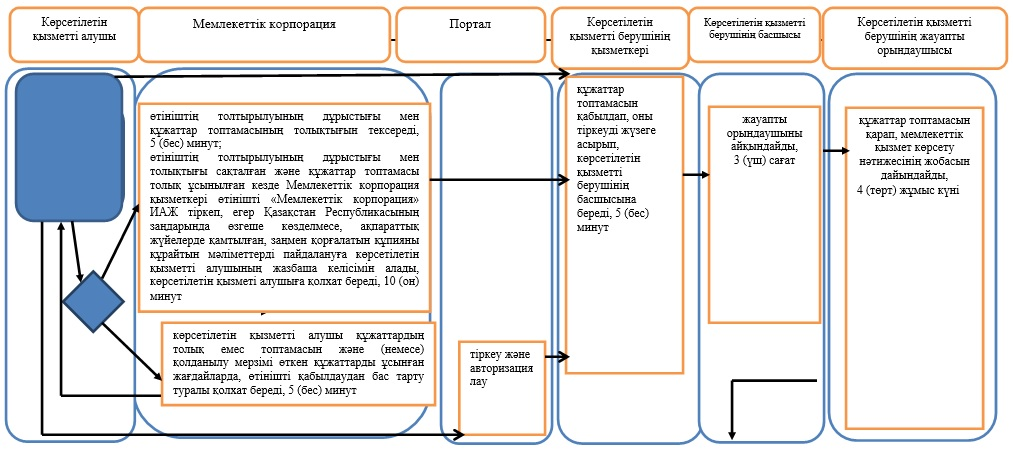 Көрсетілетін
қызметті алушы
Мемлекеттік корпорация
Портал
Көрсетілетін
қызметті берушінің
қызметкері
Көрсетілетін қызметті
берушінің басшысы
Көрсетілетін қызметті
берушінің жауапты
орындаушысы
өтініштің толтырылуының дұрыстығы мен
құжаттар топтамасының толықтығын тексереді,
5 (бес) минут;
өтініштің толтырылуының дұрыстығы мен
толықтығы сақталған және құжаттар топтамасы
толық ұсынылған кезде Мемлекеттік корпорация
қызметкері өтінішті «Мемлекеттік корпорация»
ИАЖ тіркеп, егер Қазақстан Республикасының
заңдарында өзгеше көзделмесе, ақпараттық
жүйелерде қамтылған, заңмен қорғалатын құпияны
құрайтын мәліметтерді пайдалануға көрсетілетін
қызметті алушының жазбаша келісімін алады,
көрсетілетін қызметі алушыға қолхат береді, 10 (он)
минут
көрсетілетін қызметті алушы құжаттардың
толық емес топтамасын және (немесе)
қолданылу мерзімі өткен құжаттарды ұсынған
жағдайларда, өтінішті қабылдаудан бас тарту
туралы қолхат береді, 5 (бес) минут
тіркеу және
авторизация
лау
құжаттар
топтамасын
қабылдап, оны
тіркеуді жүзеге
асырып,
көрсетілетін
қызметті
берушінің
басшысына
береді, 5 (бес)
минут
жауапты
орындаушыны
айқындайды,
3 (үш) сағат
құжаттар топтамасын
қарап, мемлекеттік
қызмет көрсету
нәтижесінің жобасын
дайындайды,
4 (төрт) жұмыс күні